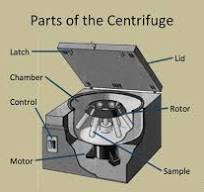 Parts of the Centrifuge
Latch
Lid
Chamber
Control
Rotor
Motor
Sample